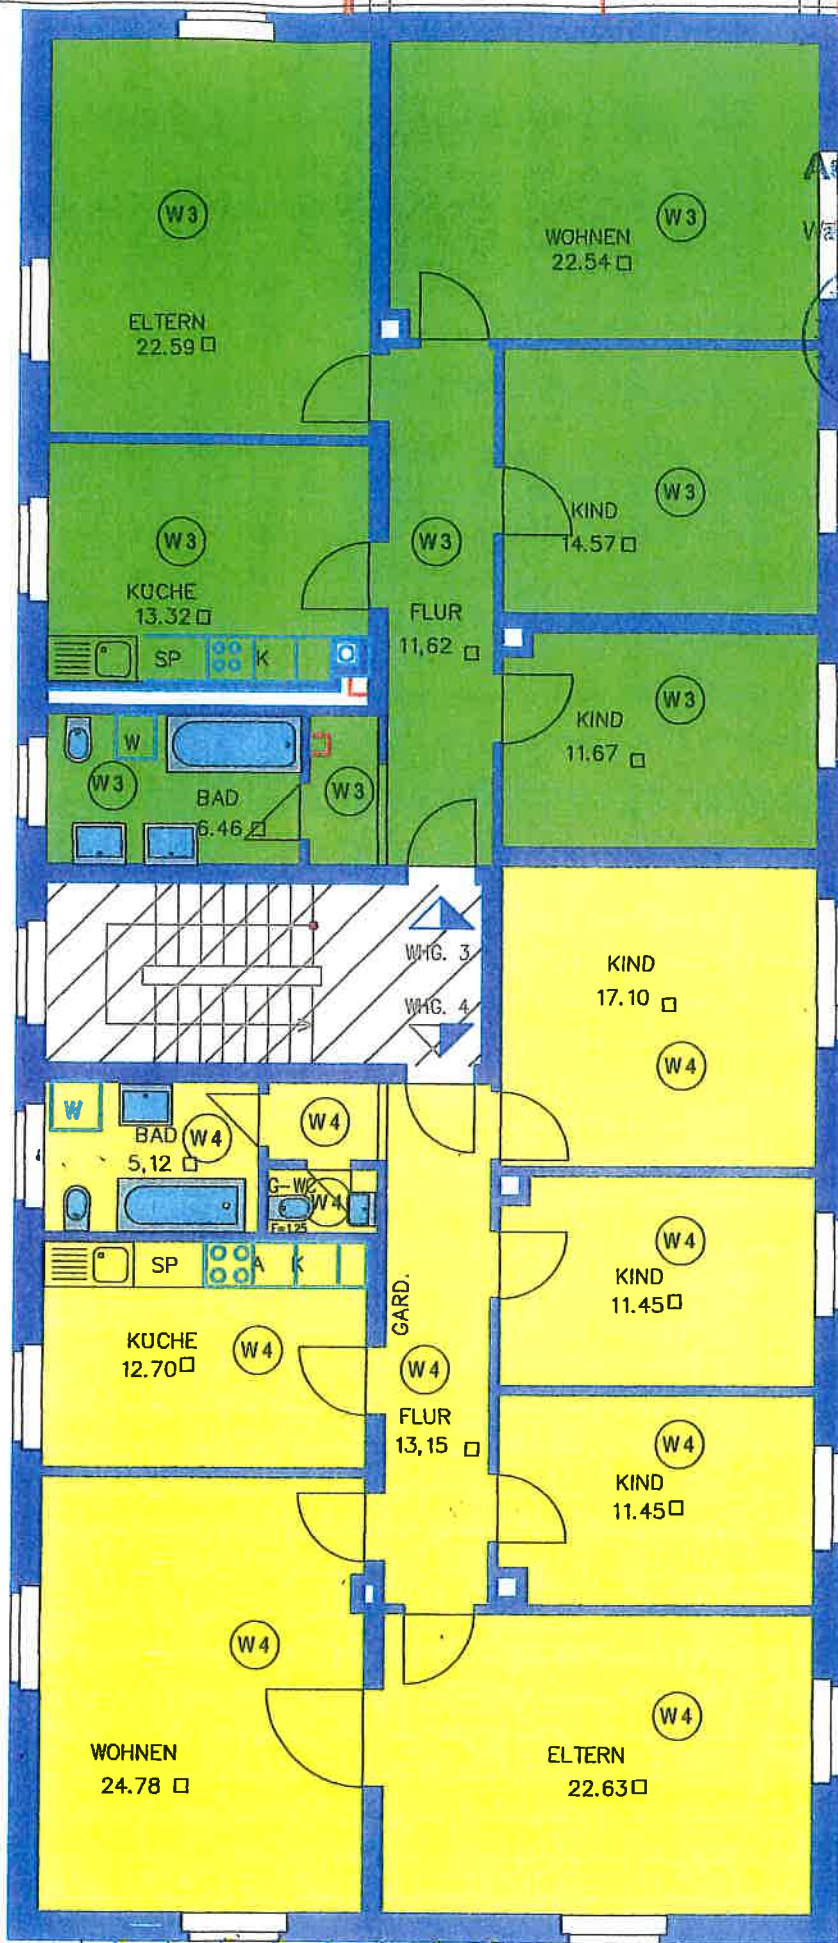 W3
W3
WOHNEN
22.54
ELTERN
22.59
W3
KIND
14.57
W3
KÜCHE
13.32
W3
FLUR
11,62
SP
K
W3
KIND
11.67
W
W3
BAD
6.46
W3
WHG. 3
WHG. 4
KIND
17.10
W4
W
BAD
5,12
W4
W4
G-WC
W4
F=1.25
SP
A
K
W4
KIND
11.45
KÜCHE
12.70
W4
GARD.
W4
FLUR
13,15
W4
KIND
11.45
W4
WOHNEN
24.78
W4
ELTERN
22.63